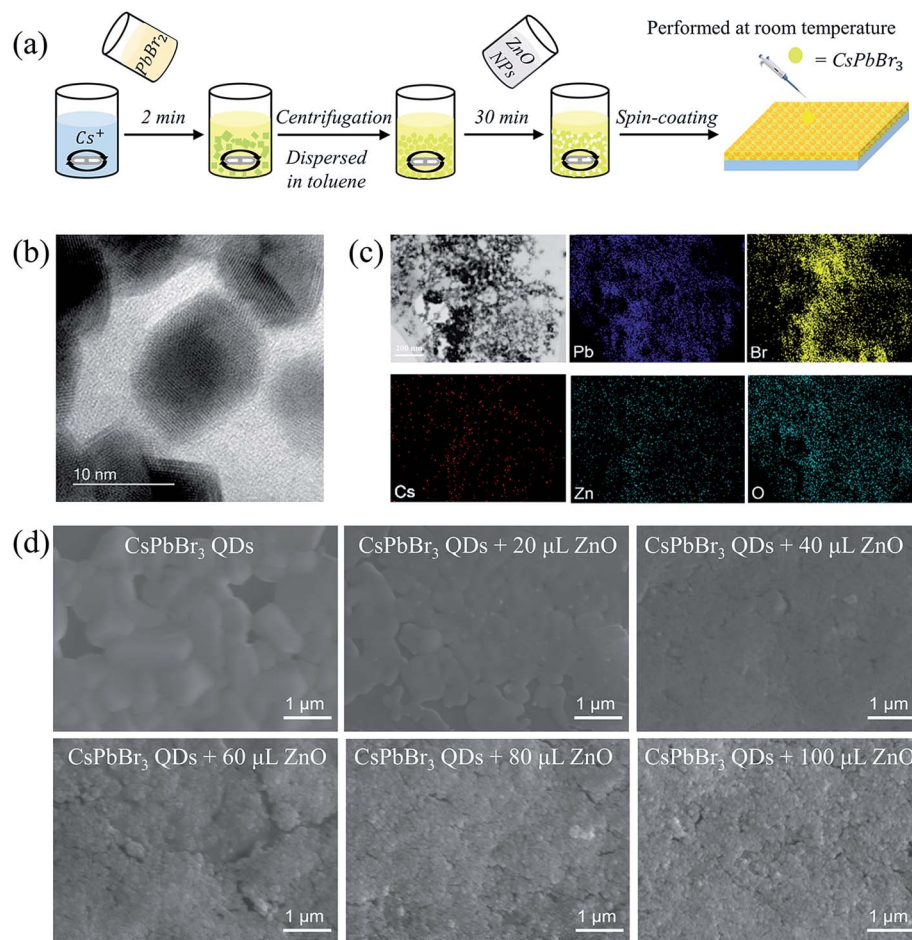 (a)
PbBr₂
ZnO NPs
Performed at room temperature
= CsPbBr₃
Cs⁺
2 min
Centrifugation
Dispersed
in toluene
30 min
Spin-coating
(b)
10 nm
(c)
200 nm
Pb
Br
Cs
Zn
O
(d)
CsPbBr₃ QDs
1 µm
CsPbBr₃ QDs + 20 µL ZnO
1 µm
CsPbBr₃ QDs + 40 µL ZnO
1 µm
CsPbBr₃ QDs + 60 µL ZnO
1 µm
CsPbBr₃ QDs + 80 µL ZnO
1 µm
CsPbBr₃ QDs + 100 µL ZnO
1 µm